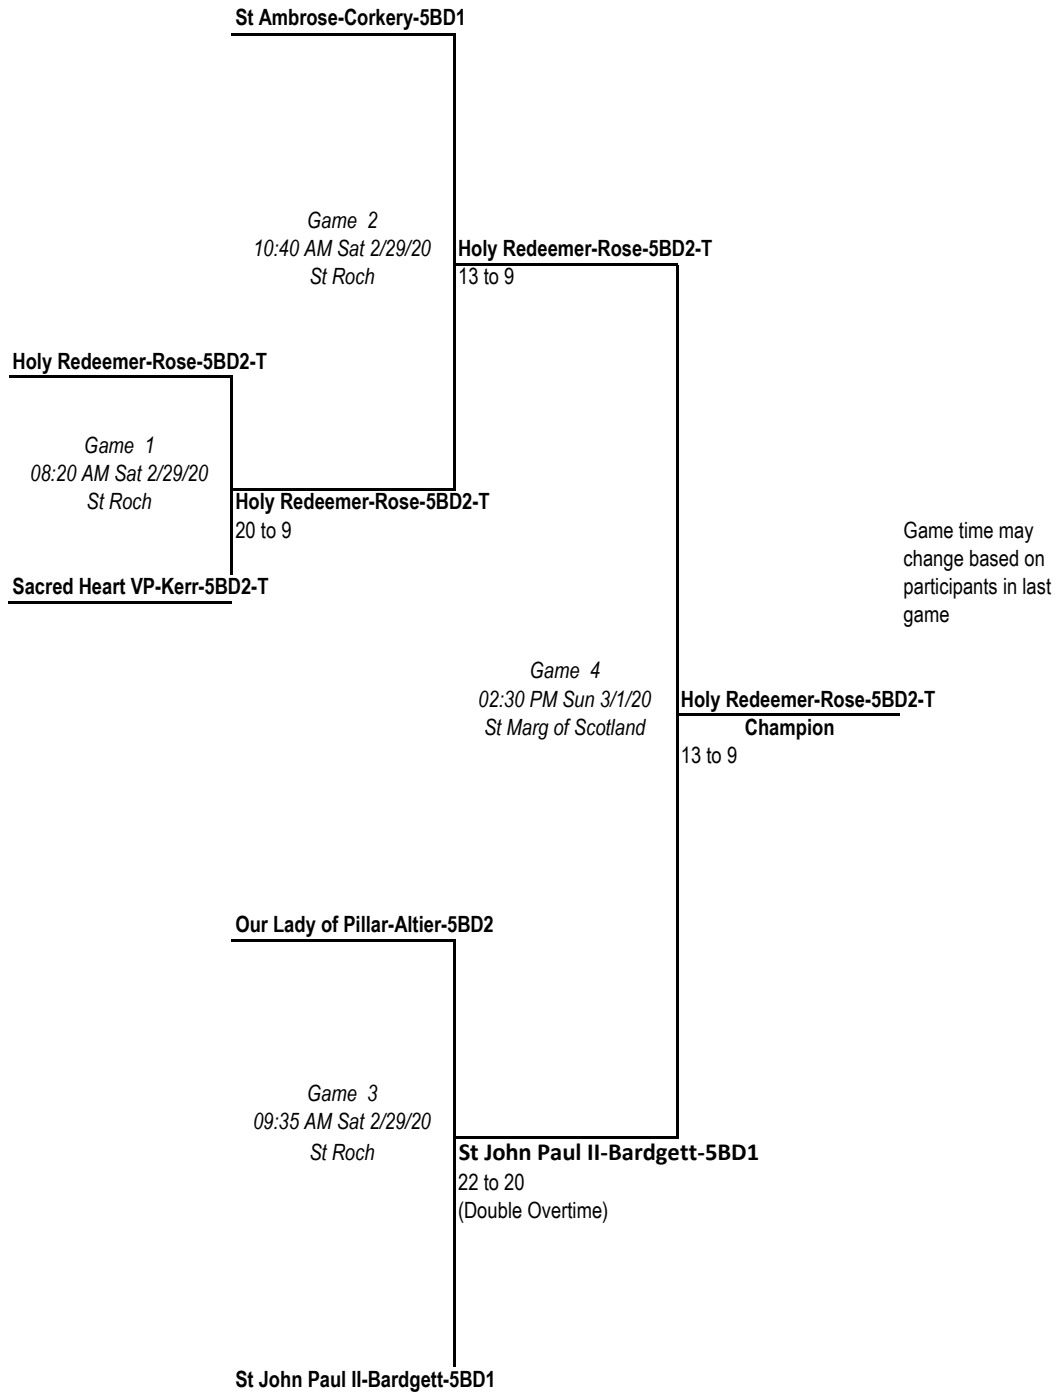 St Ambrose-Corkery-5BD1
Game 2
10:40 AM Sat 2/29/20
St Roch
Holy Redeemer-Rose-5BD2-T
13 to 9
Holy Redeemer-Rose-5BD2-T
Game 1
08:20 AM Sat 2/29/20
St Roch
Holy Redeemer-Rose-5BD2-T
20 to 9
Sacred Heart VP-Kerr-5BD2-T
Game time may
change based on
participants in last
game
Game 4
02:30 PM Sun 3/1/20
St Marg of Scotland
Holy Redeemer-Rose-5BD2-T
Champion
13 to 9
Our Lady of Pillar-Altier-5BD2
Game 3
09:35 AM Sat 2/29/20
St Roch
St John Paul II-Bardgett-5BD1
22 to 20
(Double Overtime)
St John Paul II-Bardgett-5BD1